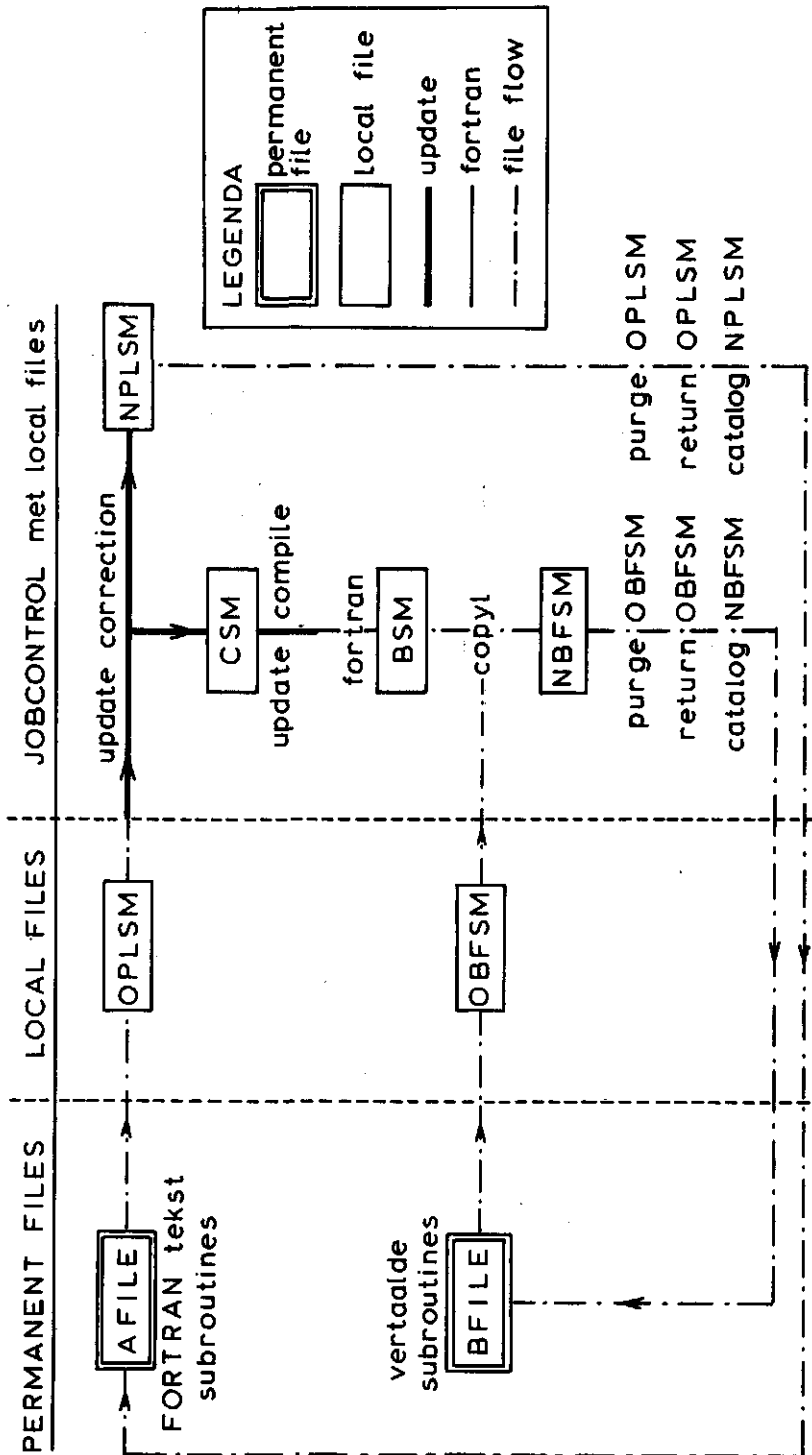 PERMANENT FILES
LOCAL FILES
JOBCONTROL met local files
AFILE
FORTRAN tekst
subroutines
OPLSM
update correction
NPLSM
CSM
update compile
fortran
BSM
vertaalde
subroutines
BFILE
OBFSM
copyl
NBFSM
purge OBFSM
return OBFSM
catalog NBFSM
purge OPLSM
return OPLSM
catalog NPLSM
LEGENDA
permanent
file
local file
update
fortran
file flow